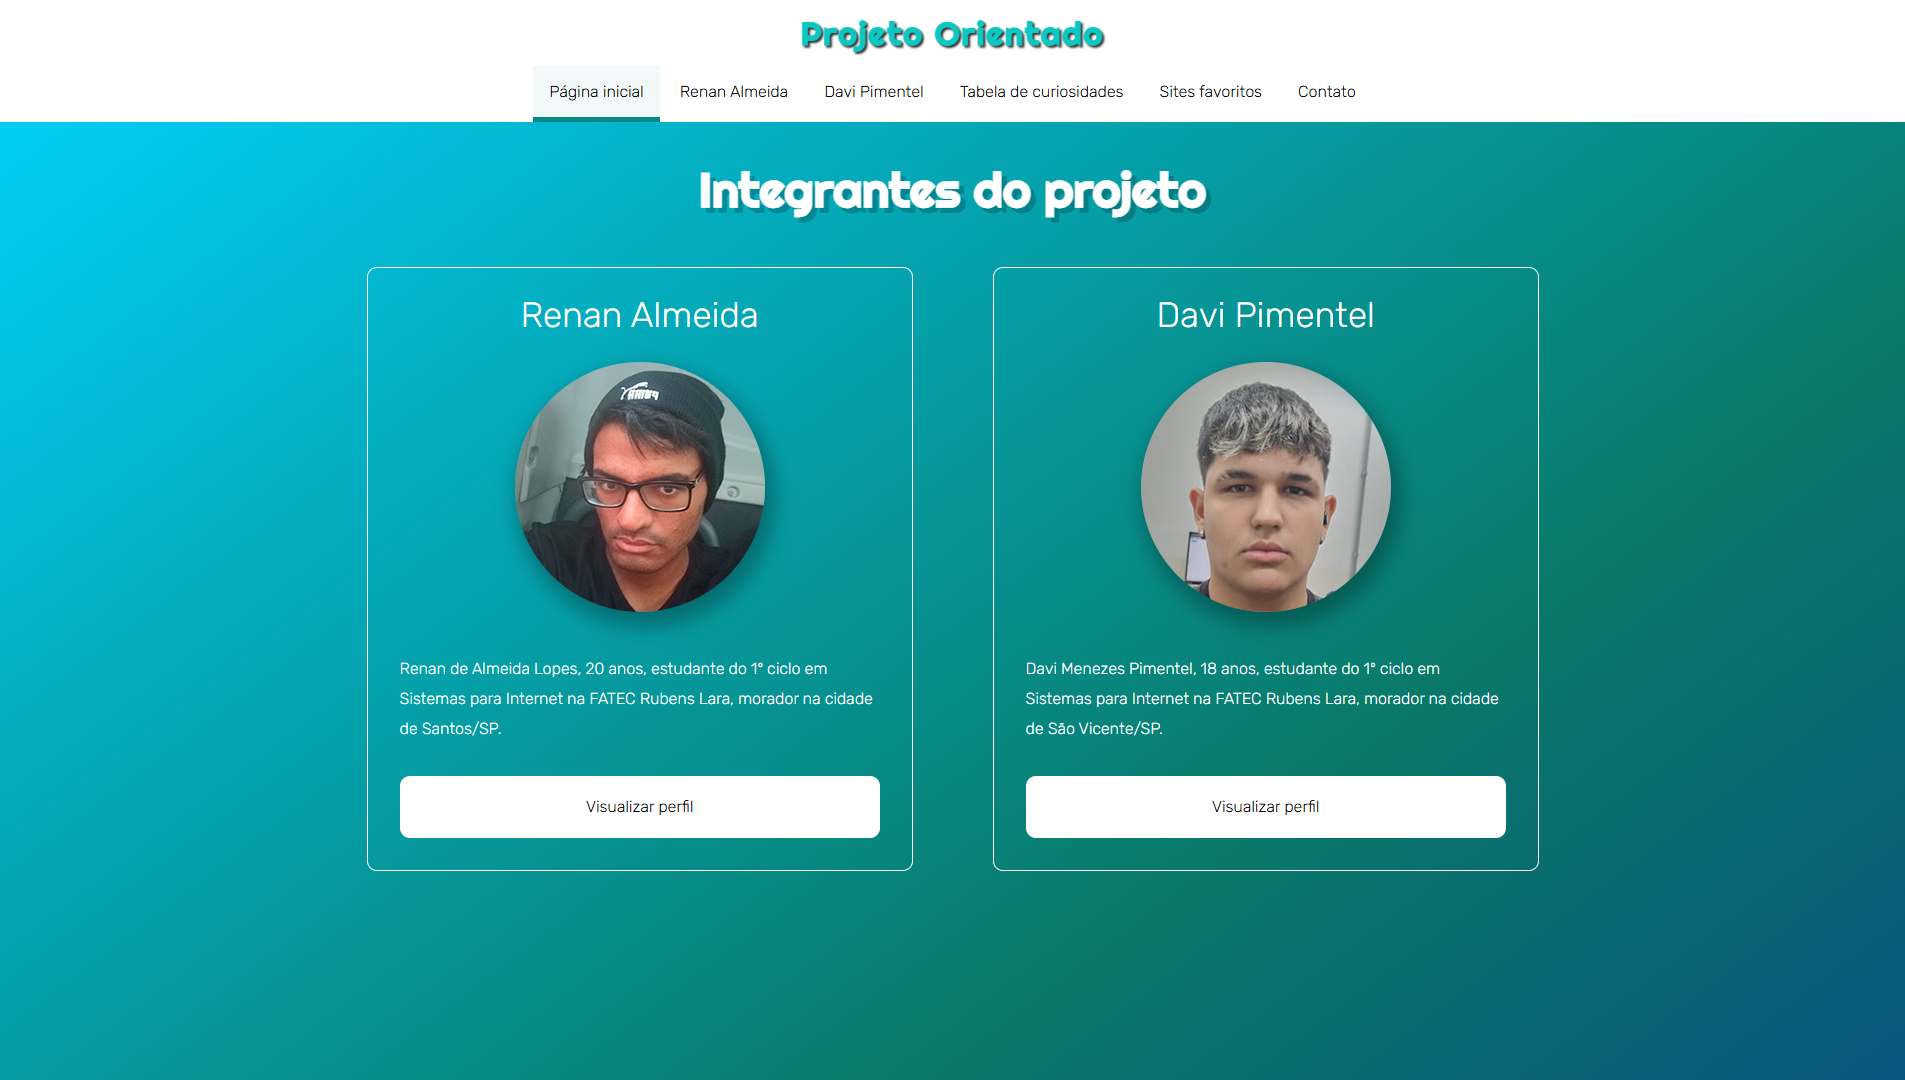 Projeto Orientado
Página inicial Renan Almeida Davi Pimentel Tabela de curiosidades Sites favoritos Contato
Integrantes do projeto
Renan Almeida
Renan de Almeida Lopes, 20 anos, estudante do 1º ciclo em
Sistemas para Internet na FATEC Rubens Lara, morador na cidade
de Santos/SP.
Visualizar perfil
Davi Pimentel
Davi Menezes Pimentel, 18 anos, estudante do 1º ciclo em
Sistemas para Internet na FATEC Rubens Lara, morador na cidade
de São Vicente/SP.
Visualizar perfil